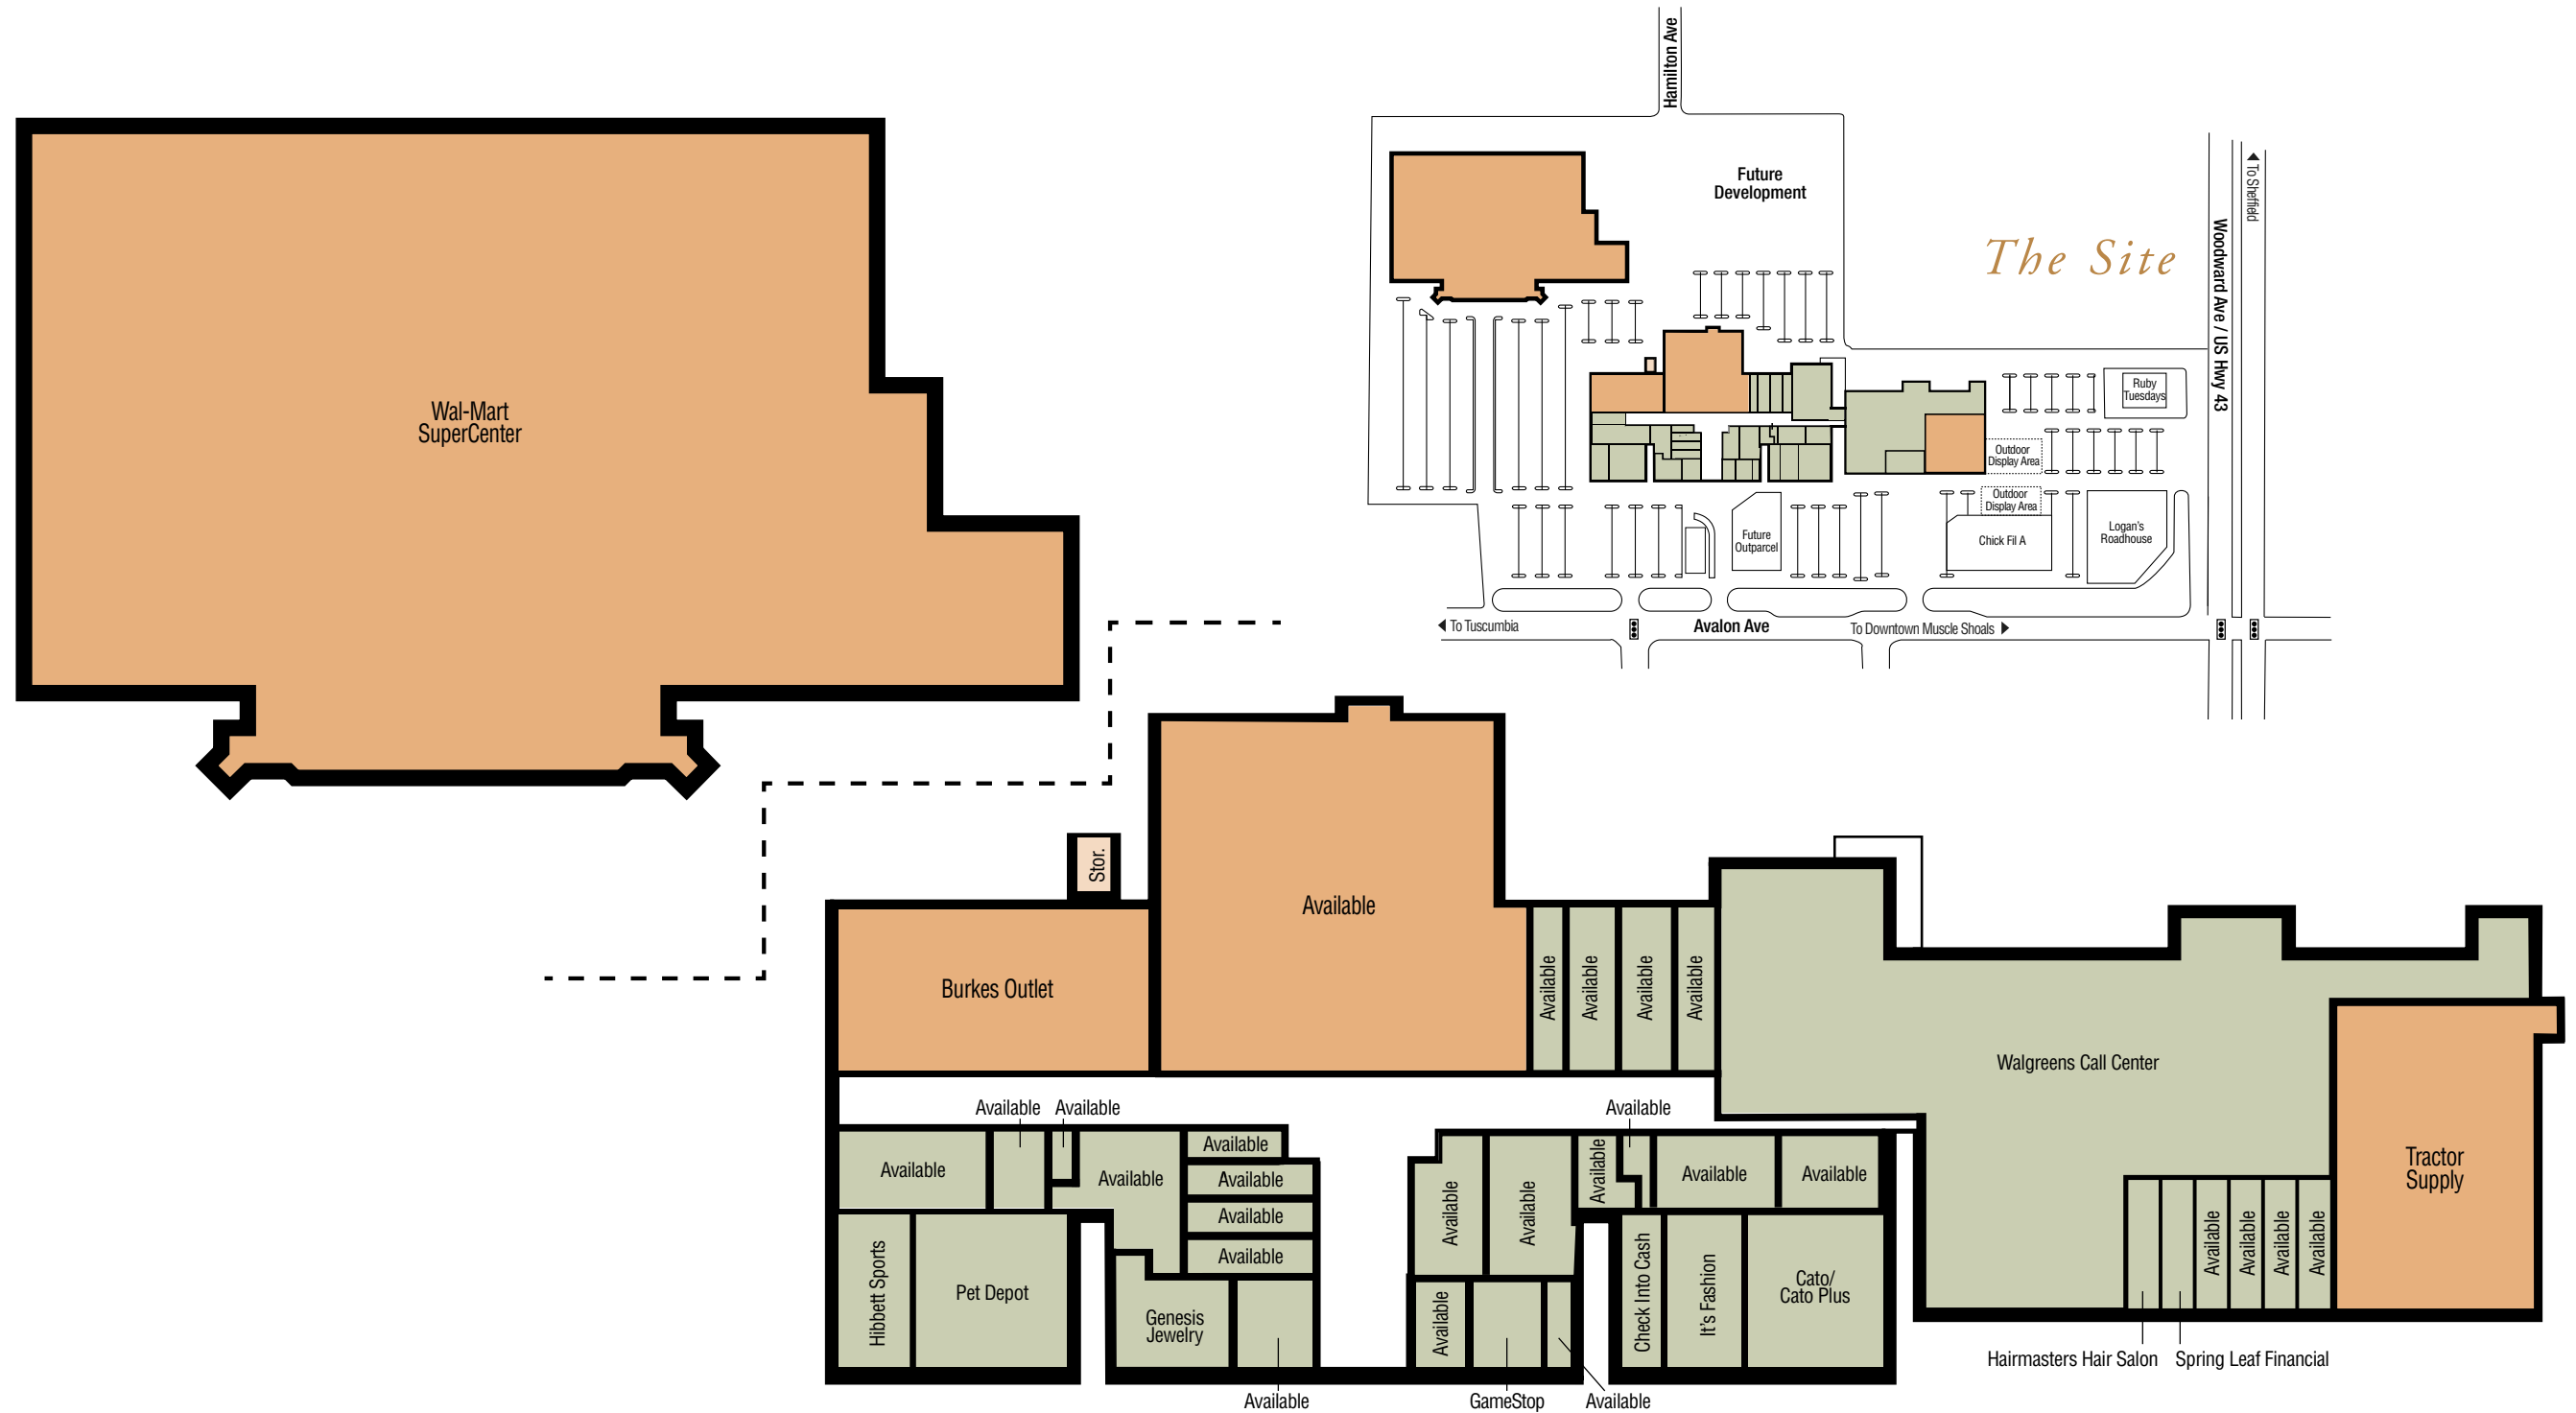 Hamilton Ave
Future
Development
The Site
To Sheffield
Woodward Ave / US Hwy 43
Ruby
Tuesdays
Outdoor
Display Area
Outdoor
Display Area
Future
Outparcel
Chick Fil A
Logan's
Roadhouse
To Tuscumbia
Avalon Ave
To Downtown Muscle Shoals
Wal-Mart
SuperCenter
Stor.
Available
Burkes Outlet
Available
Available
Available
Available
Walgreens Call Center
Tractor
Supply
Available
Available
Available
Available
Available
Available
Available
Available
Available
Available
Hibbett Sports
Pet Depot
Genesis
Jewelry
Available
Available
Available
Available
Available
Available
Available
Available
GameStop
Available
Check Into Cash
It's Fashion
Cato/
Cato Plus
Available
Available
Available
Available
Hairmasters Hair Salon
Spring Leaf Financial